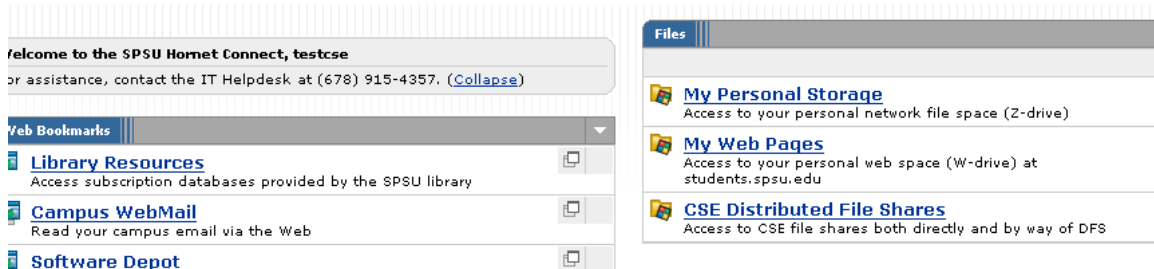 Welcome to the SPSU Hornet Connect, testcse
or assistance, contact the IT Helpdesk at (678) 915-4357. (Collapse)
Web Bookmarks
Library Resources
Access subscription databases provided by the SPSU library
Campus WebMail
Read your campus email via the Web
Software Depot
Files
My Personal Storage
Access to your personal network file space (Z-drive)
My Web Pages
Access to your personal web space (W-drive) at
students.spsu.edu
CSE Distributed File Shares
Access to CSE file shares both directly and by way of DFS